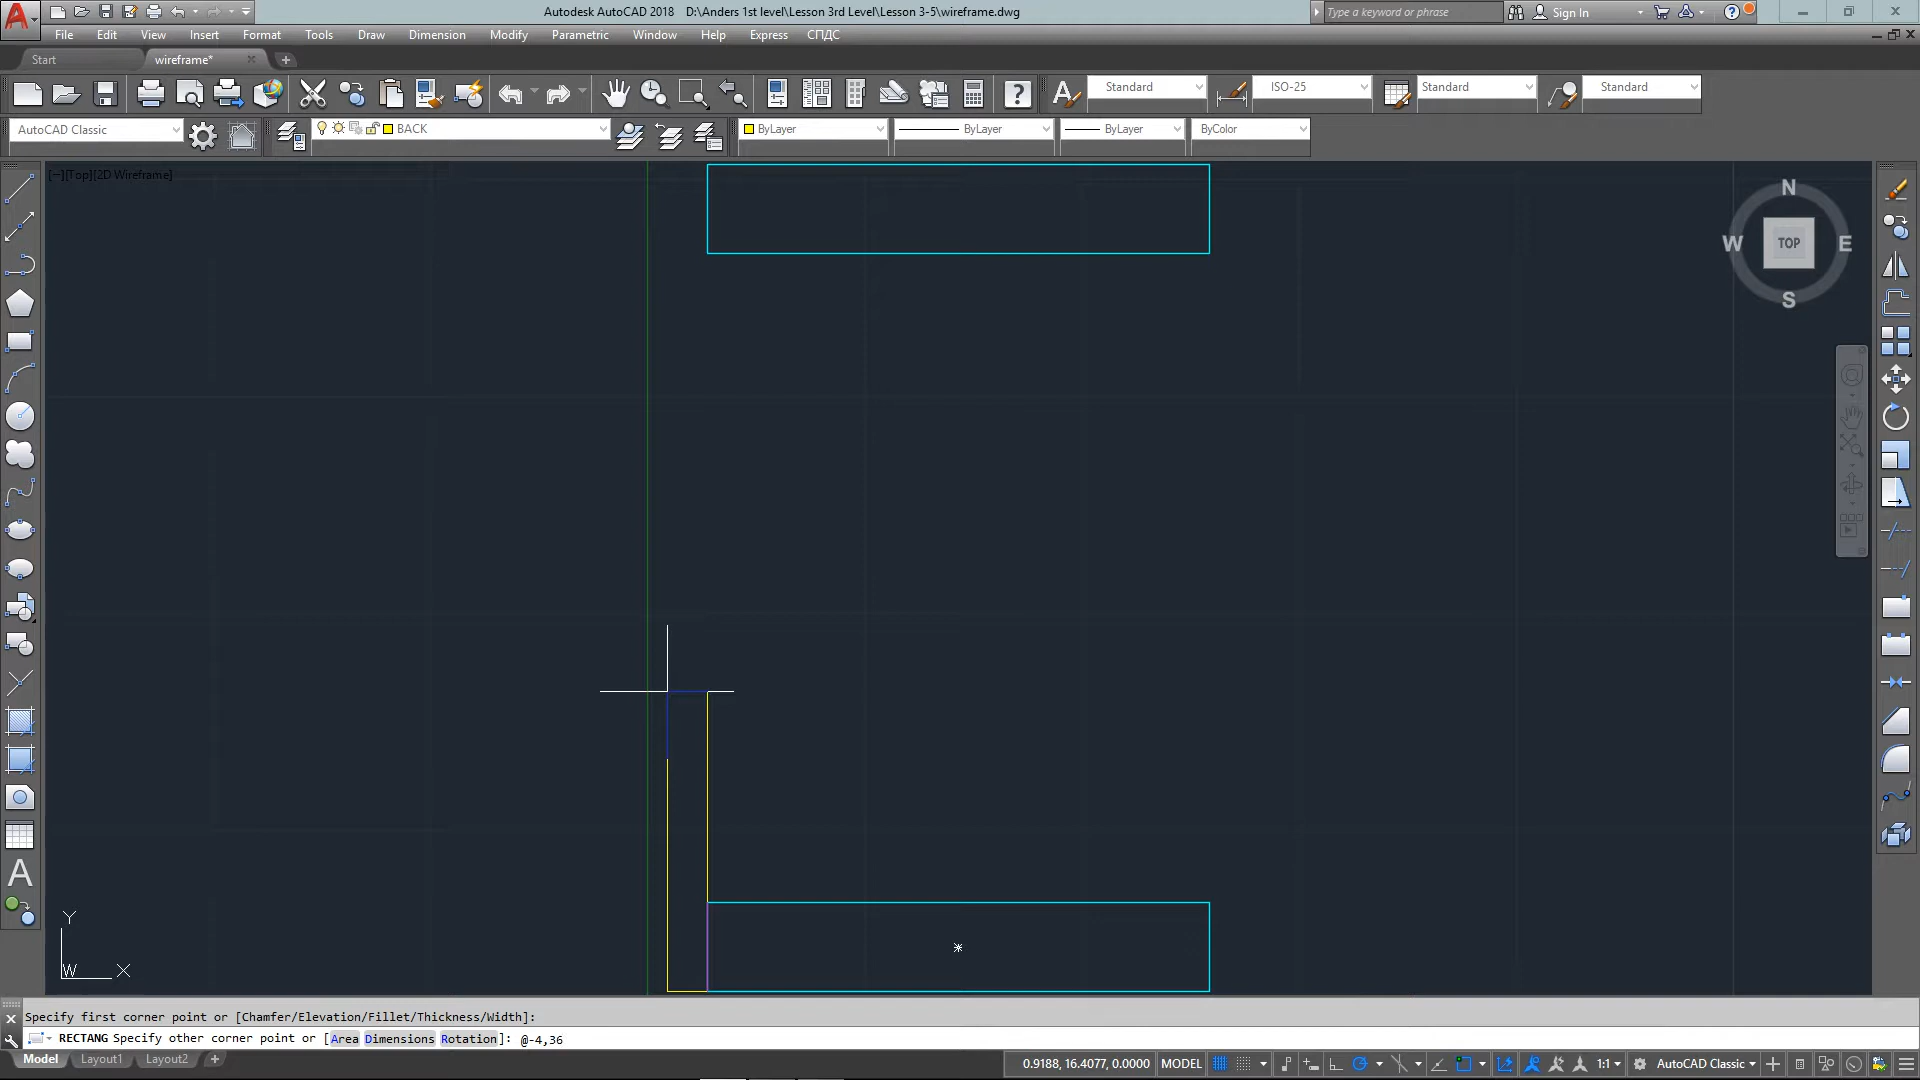 Autodesk AutoCAD 2018 D:\Anders 1st level\Lesson 3rd Level\Lesson 3-5\wireframe.dwg
Type a keyword or phrase
Sign In
File Edit View Insert Format Tools Draw Dimension Modify Parametric Window Help Express СПДС
Start wireframe*
Standard ISO-25 Standard Standard
AutoCAD Classic BACK ByLayer ByLayer ByLayer ByColor
[−][Top][2D Wireframe]
N
W TOP E
S
Y
W X
Specify first corner point or [Chamfer/Elevation/Fillet/Thickness/Width]:
RECTANG Specify other corner point or [Area Dimensions Rotation]: @-4,36
Model Layout1 Layout2
0.9188, 16.4077, 0.0000 MODEL 1:1 AutoCAD Classic